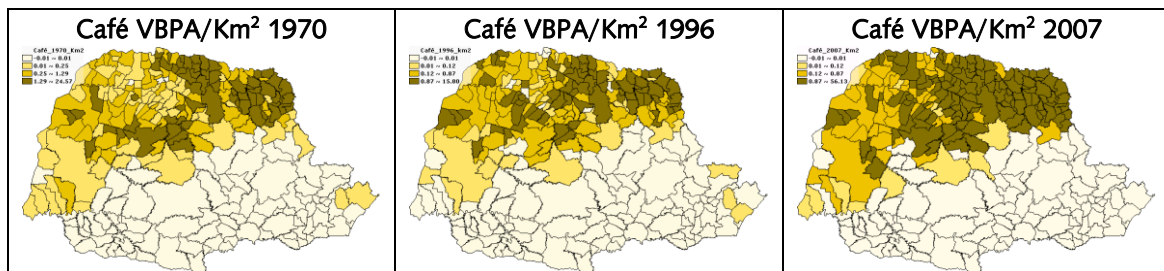 Café VBPA/Km² 1970
Café_1970_Km2
-0.01 ~ 0.01
0.01 ~ 0.25
0.25 ~ 1.29
1.29 ~ 24.57
Café VBPA/Km² 1996
Café_1996_km2
-0.01 ~ 0.01
0.01 ~ 0.12
0.12 ~ 0.87
0.87 ~ 15.80
Café VBPA/Km² 2007
Café_2007_Km2
-0.01 ~ 0.01
0.01 ~ 0.12
0.12 ~ 0.87
0.87 ~ 56.13